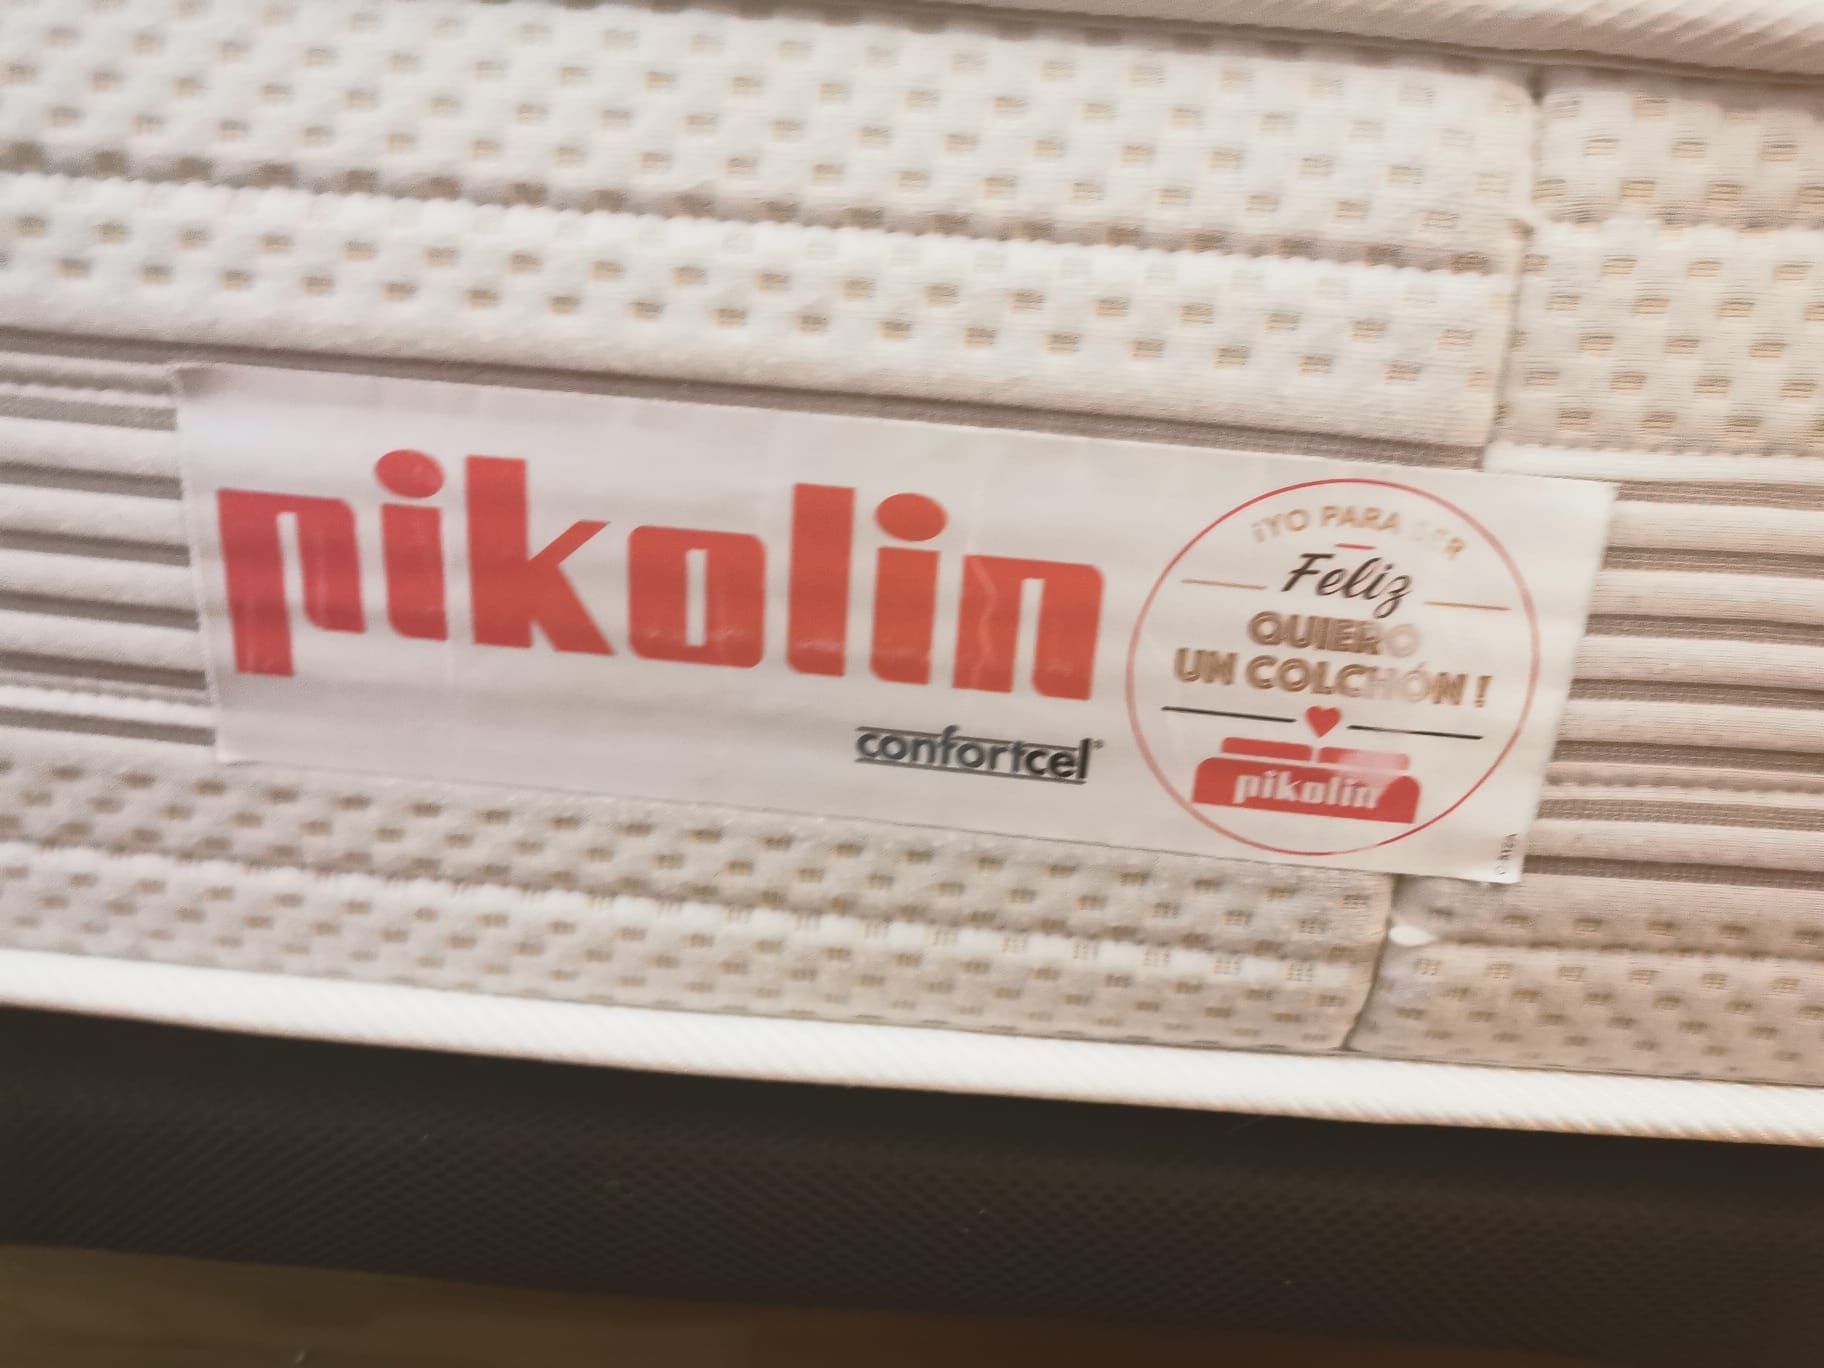 pikolin
confortcel®
¡YO PARA SER
Feliz
QUIERO
UN COLCHÓN!
pikolin